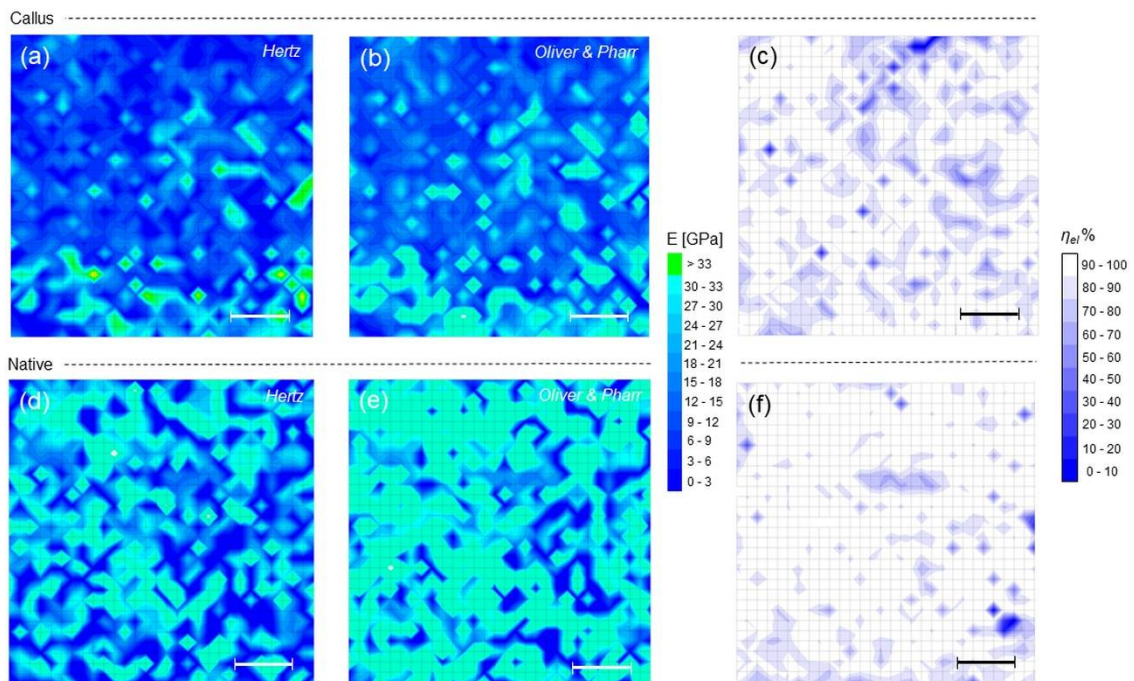 Callus
(a)
Hertz
(b)
Oliver & Pharr
(c)
E [GPa]
> 33
30 - 33
27 - 30
24 - 27
21 - 24
18 - 21
15 - 18
12 - 15
9 - 12
6 - 9
3 - 6
0 - 3
ηel %
90 - 100
80 - 90
70 - 80
60 - 70
50 - 60
40 - 50
30 - 40
20 - 30
10 - 20
0 - 10
Native
(d)
Hertz
(e)
Oliver & Pharr
(f)